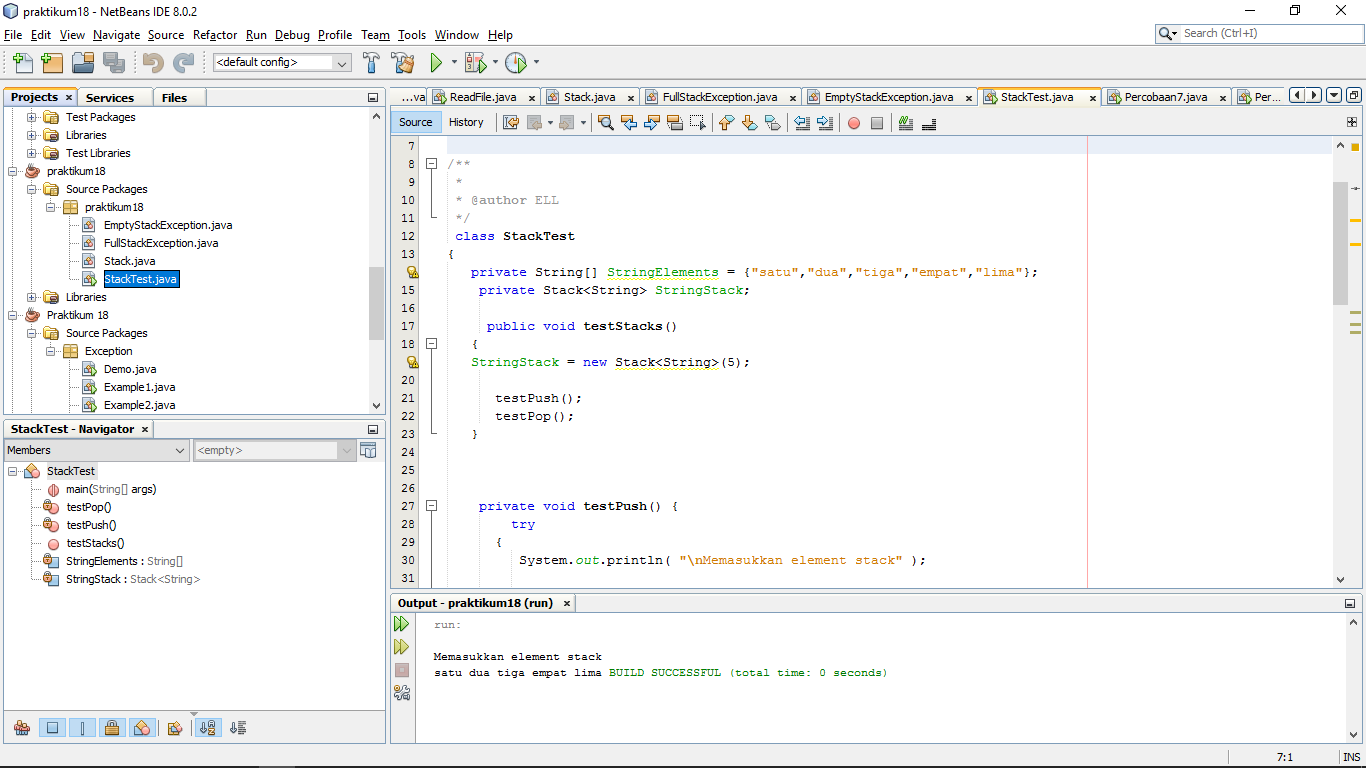 praktikum18 - NetBeans IDE 8.0.2
File Edit View Navigate Source Refactor Run Debug Profile Team Tools Window Help
Search (Ctrl+I)
<default config>
Projects Services Files
Test Packages
Libraries
Test Libraries
praktikum18
Source Packages
praktikum18
EmptyStackException.java
FullStackException.java
Stack.java
StackTest.java
Libraries
Praktikum 18
Source Packages
Exception
Demo.java
Example1.java
Example2.java
StackTest - Navigator
Members <empty>
StackTest
main(String[] args)
testPop()
testPush()
testStacks()
StringElements : String[]
StringStack : Stack<String>
...va ReadFile.java Stack.java FullStackException.java EmptyStackException.java StackTest.java Percobaan7.java Per...
Source History
7
8 /**
9 *
10 * @author ELL
11 */
12 class StackTest
13 {
private String[] StringElements = {"satu","dua","tiga","empat","lima"};
15 private Stack<String> StringStack;
16
17 public void testStacks()
18 {
StringStack = new Stack<String>(5);
20
21 testPush();
22 testPop();
23 }
24
25
26
27 private void testPush() {
28 try
29 {
30 System.out.println( "\nMemasukkan element stack" );
31
Output - praktikum18 (run)
run:
Memasukkan element stack
satu dua tiga empat lima BUILD SUCCESSFUL (total time: 0 seconds)
7:1 INS